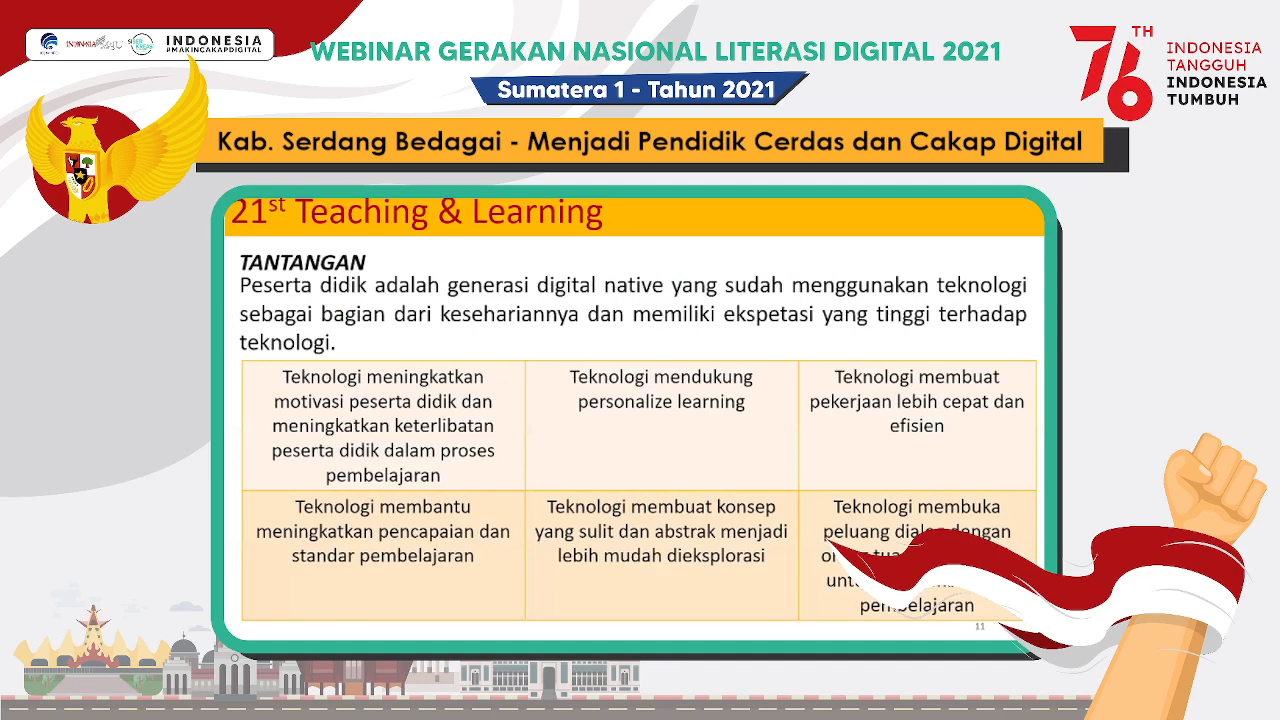 INDONESIA
#MAKINCAKAPDIGITAL
WEBINAR GERAKAN NASIONAL LITERASI DIGITAL 2021
Sumatera 1 - Tahun 2021
76 TH
INDONESIA
TANGGUH
INDONESIA
TUMBUH
Kab. Serdang Bedagai - Menjadi Pendidik Cerdas dan Cakap Digital
21st Teaching & Learning
TANTANGAN
Peserta didik adalah generasi digital native yang sudah menggunakan teknologi
sebagai bagian dari kesehariannya dan memiliki ekspetasi yang tinggi terhadap
teknologi.
Teknologi meningkatkan
motivasi peserta didik dan
meningkatkan keterlibatan
peserta didik dalam proses
pembelajaran
Teknologi mendukung
personalize learning
Teknologi membuat
pekerjaan lebih cepat dan
efisien
Teknologi membantu
meningkatkan pencapaian dan
standar pembelajaran
Teknologi membuat konsep
yang sulit dan abstrak menjadi
lebih mudah dieksplorasi
Teknologi membuka
peluang dialog dengan
pembelajaran
11